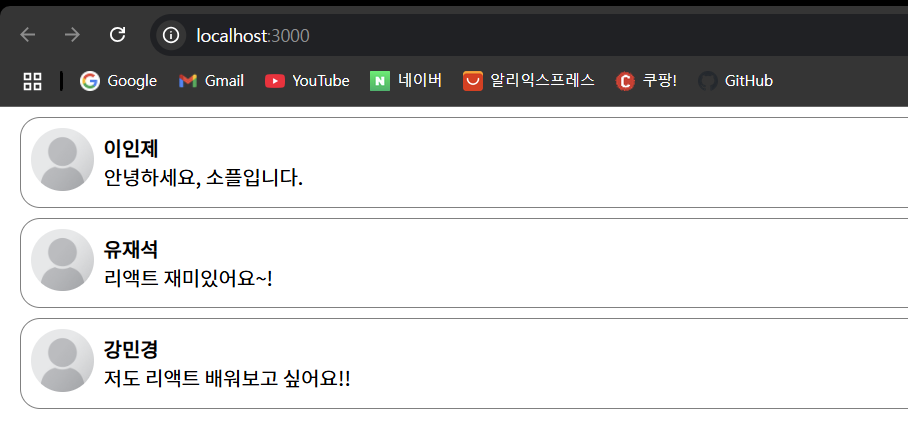 localhost:3000
Google Gmail YouTube 네이버 알리익스프레스 쿠팡! GitHub
이인제
안녕하세요, 소플입니다.
유재석
리액트 재미있어요~!
강민경
저도 리액트 배워보고 싶어요!!